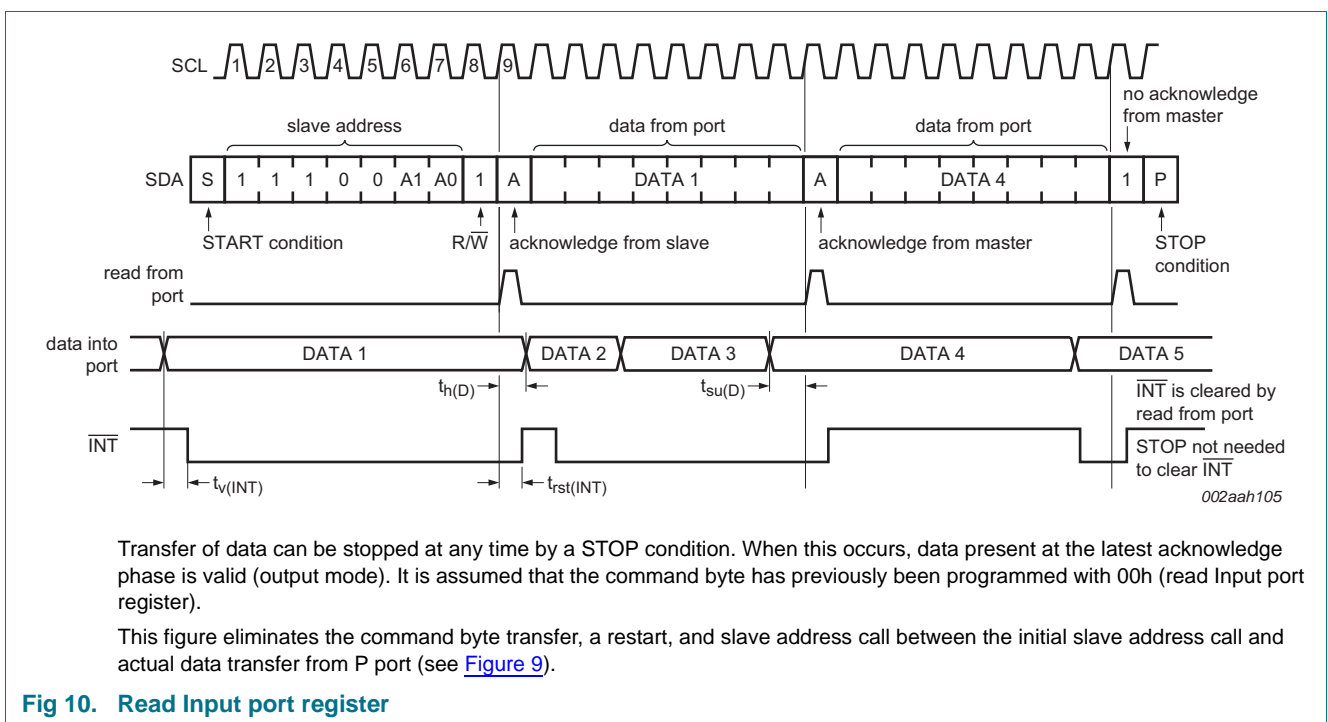 SCL 1 2 3 4 5 6 7 8 9
no acknowledge
from master
slave address data from port data from port
SDA S 1 1 1 0 0 A1 A0 1 A DATA 1 A DATA 4 1 P
START condition R/W̅ acknowledge from slave acknowledge from master STOP
condition
read from
port
data into
port
DATA 1 DATA 2 DATA 3 DATA 4 DATA 5
th(D) tsu(D)
I̅N̅T̅ is cleared by
read from port
I̅N̅T̅
STOP not needed
to clear I̅N̅T̅
tv(INT) trst(INT)
002aah105
Transfer of data can be stopped at any time by a STOP condition. When this occurs, data present at the latest acknowledge
phase is valid (output mode). It is assumed that the command byte has previously been programmed with 00h (read Input port
register).
This figure eliminates the command byte transfer, a restart, and slave address call between the initial slave address call and
actual data transfer from P port (see Figure 9).
Fig 10. Read Input port register